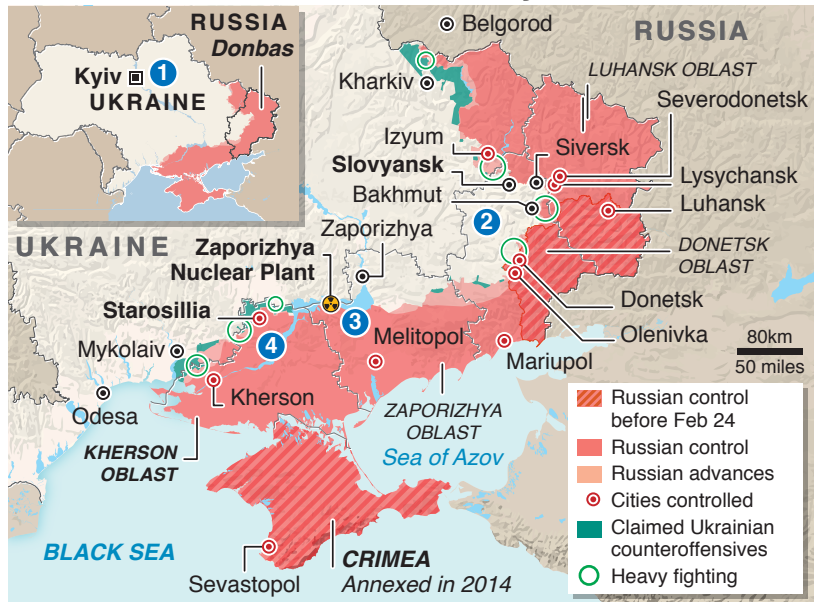 RUSSIA
Donbas
Kyiv
1
UKRAINE
Belgorod
RUSSIA
Kharkiv
LUHANSK OBLAST
Severodonetsk
Izyum
Siversk
Slovyansk
Lysychansk
Bakhmut
Luhansk
2
UKRAINE
Zaporizhya
Zaporizhya
Nuclear Plant
DONETSK
OBLAST
Starosillia
3
Donetsk
4
Melitopol
Olenivka
Mykolaiv
Mariupol
80km
50 miles
Kherson
Odesa
ZAPORIZHYA
OBLAST
KHERSON
OBLAST
Sea of Azov
BLACK SEA
CRIMEA
Annexed in 2014
Sevastopol
Russian control
before Feb 24
Russian control
Russian advances
Cities controlled
Claimed Ukrainian
counteroffensives
Heavy fighting